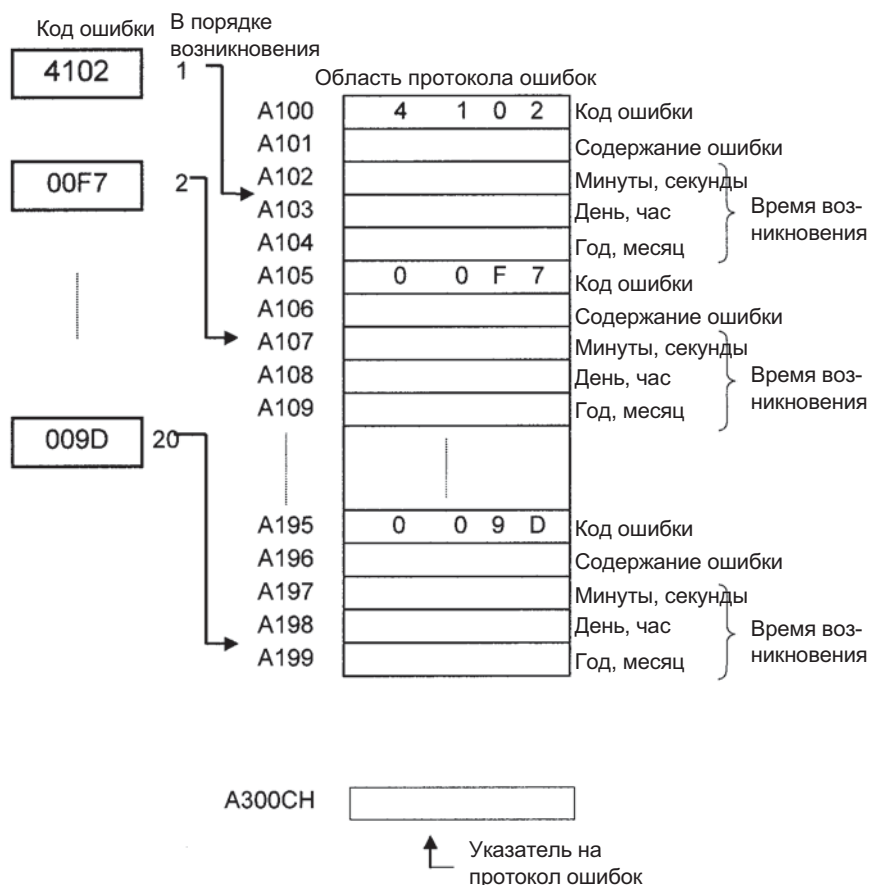 Код ошибки
В порядке
возникновения
4102
1
Область протокола ошибок
A100 4 1 0 2 Код ошибки
A101 Содержание ошибки
00F7
2
A102 Минуты, секунды
A103 День, час
Время воз-
никновения
A104 Год, месяц
A105 0 0 F 7 Код ошибки
A106 Содержание ошибки
A107 Минуты, секунды
A108 День, час
Время воз-
никновения
A109 Год, месяц
009D
20
A195 0 0 9 D Код ошибки
A196 Содержание ошибки
A197 Минуты, секунды
A198 День, час
Время воз-
никновения
A199 Год, месяц
A300CH
Указатель на
протокол ошибок